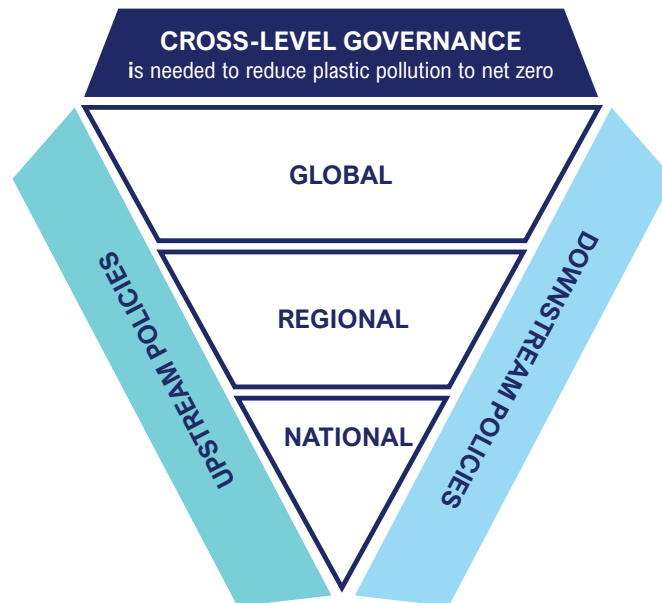 CROSS-LEVEL GOVERNANCE
is needed to reduce plastic pollution to net zero
GLOBAL
REGIONAL
NATIONAL
UPSTREAM POLICIES
DOWNSTREAM POLICIES